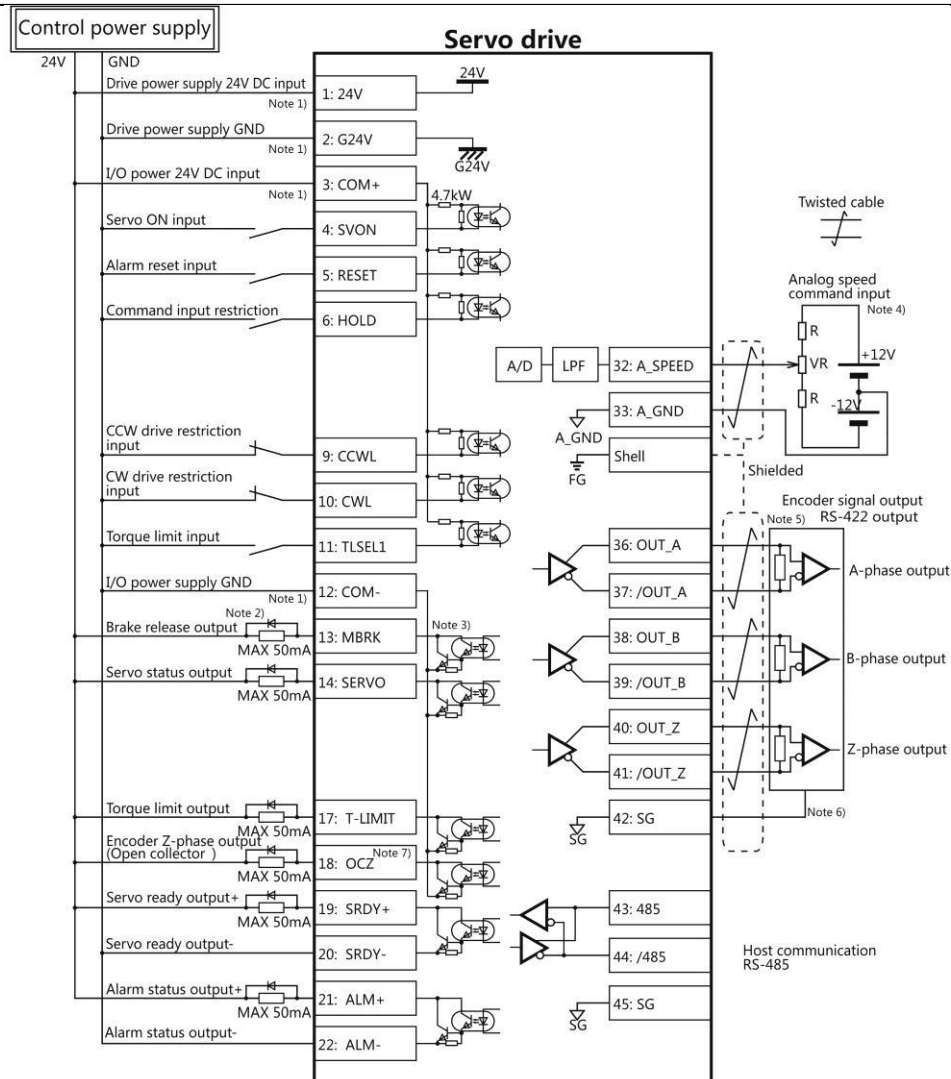 Control power supply
Servo drive
24V
GND
Drive power supply 24V DC input
Note 1)
1: 24V
24V
Drive power supply GND
Note 1)
2: G24V
G24V
I/O power 24V DC input
Note 1)
3: COM+
4.7kW
Servo ON input
4: SVON
Alarm reset input
5: RESET
Command input restriction
6: HOLD
Twisted cable
Analog speed
command input
Note 4)
R
VR
R
+12V
-12V
A/D
LPF
32: A_SPEED
33: A_GND
A_GND
Shell
FG
Shielded
CCW drive restriction
input
9: CCWL
CW drive restriction
input
10: CWL
Torque limit input
11: TLSEL1
I/O power supply GND
Note 1)
12: COM-
Brake release output
Note 2)
MAX 50mA
13: MBRK
Note 3)
Servo status output
MAX 50mA
14: SERVO
Encoder signal output
RS-422 output
Note 5)
36: OUT_A
37: /OUT_A
A-phase output
38: OUT_B
39: /OUT_B
B-phase output
40: OUT_Z
41: /OUT_Z
Z-phase output
42: SG
SG
Note 6)
Torque limit output
MAX 50mA
17: T-LIMIT
Encoder Z-phase output
(Open collector )
MAX 50mA
18: OCZ
Note 7)
Servo ready output+
MAX 50mA
19: SRDY+
Servo ready output-
20: SRDY-
Alarm status output+
MAX 50mA
21: ALM+
Alarm status output-
22: ALM-
43: 485
44: /485
Host communication
RS-485
45: SG
SG